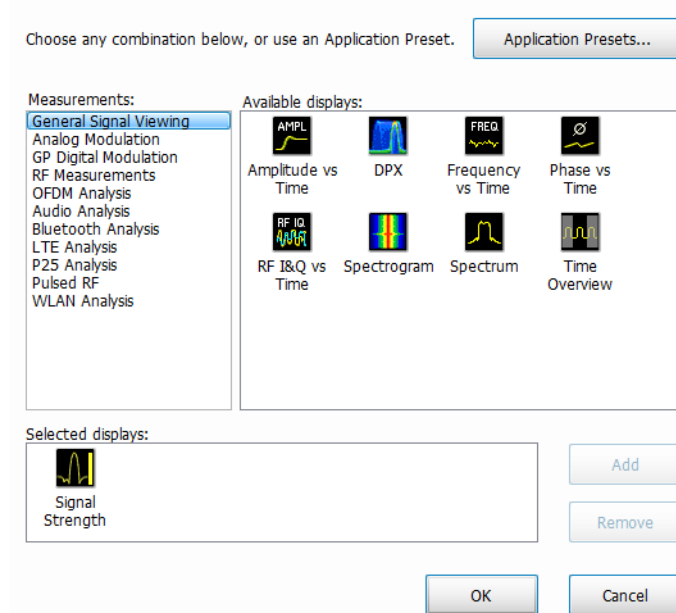 Choose any combination below, or use an Application Preset.
Application Presets...
Measurements:
General Signal Viewing
Analog Modulation
GP Digital Modulation
RF Measurements
OFDM Analysis
Audio Analysis
Bluetooth Analysis
LTE Analysis
P25 Analysis
Pulsed RF
WLAN Analysis
Available displays:
AMPL
FREQ
Ø
Amplitude vs Time
DPX
Frequency vs Time
Phase vs Time
RF IQ
RF I&Q vs Time
Spectrogram
Spectrum
Time Overview
Selected displays:
Signal Strength
Add
Remove
OK
Cancel